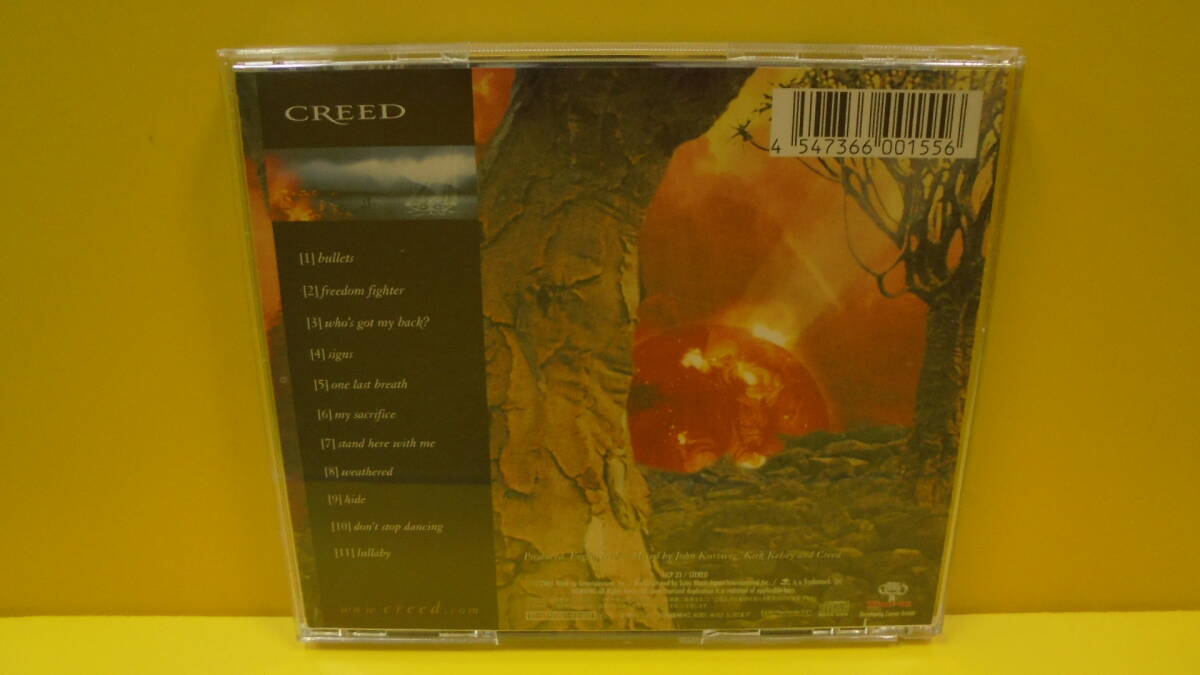 CREED
4 547366 001556
[1] bullets
[2] freedom fighter
[3] who's got my back?
[4] signs
[5] one last breath
[6] my sacrifice
[7] stand here with me
[8] weathered
[9] hide
[10] don't stop dancing
[11] lullaby
www.creed.com
Mixed by John Kurzweg, Kirk Kelsey and Creed
STEREO